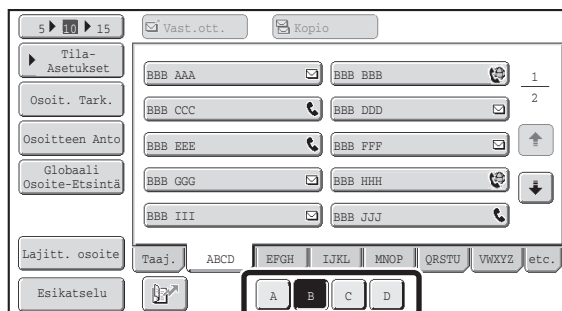 5 10 15
Vast.ott.
Kopio
Tila-
Asetukset
Osoit. Tark.
Osoitteen Anto
Globaali
Osoite-Etsintä
Lajitt. osoite
Esikatselu
BBB AAA
BBB BBB
BBB CCC
BBB DDD
BBB EEE
BBB FFF
BBB GGG
BBB HHH
BBB III
BBB JJJ
1
2
Taaj. ABCD EFGH IJKL MNOP QRSTU VWXYZ etc.
A B C D